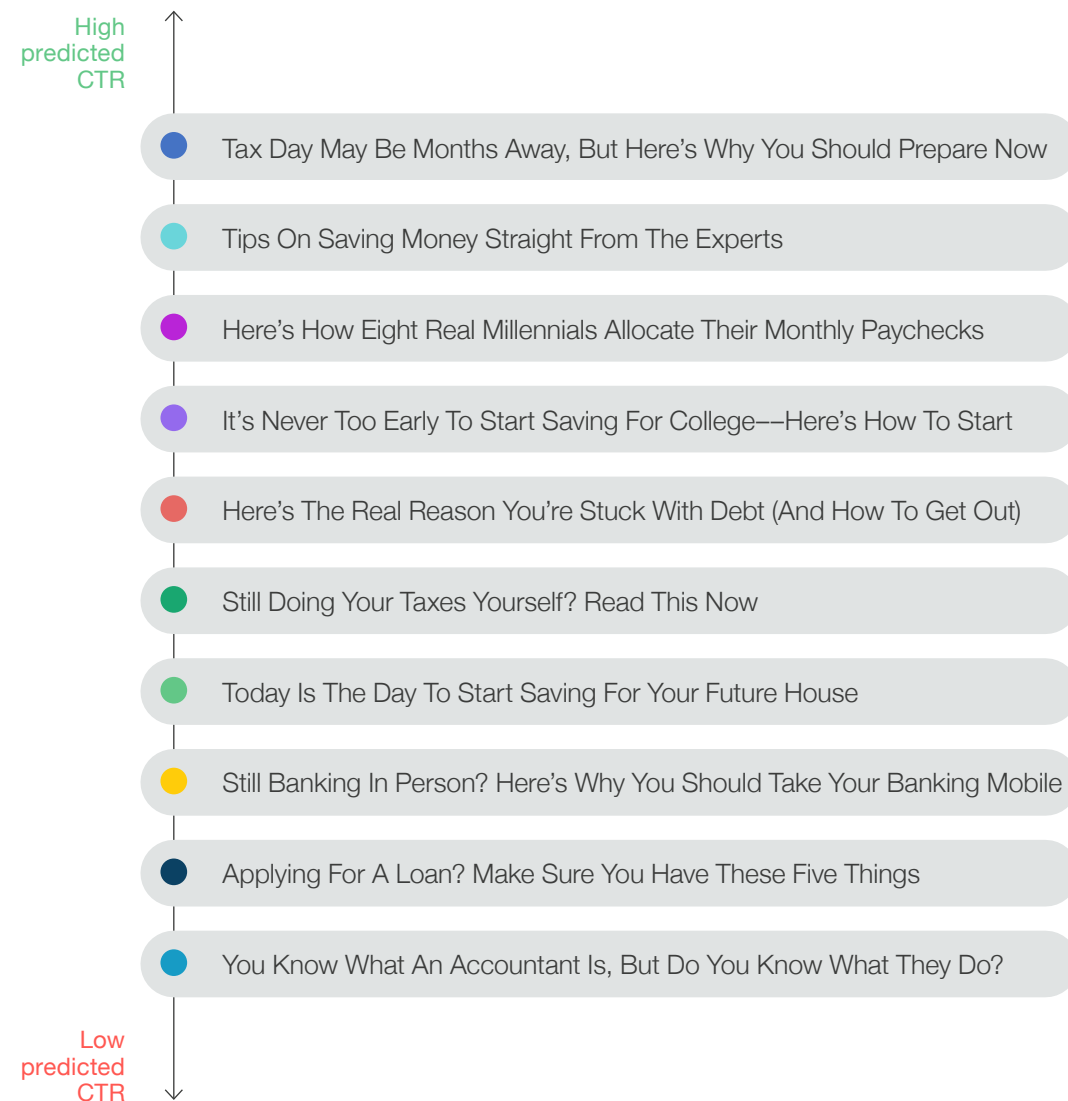 High
predicted
CTR
Tax Day May Be Months Away, But Here’s Why You Should Prepare Now
Tips On Saving Money Straight From The Experts
Here’s How Eight Real Millennials Allocate Their Monthly Paychecks
It’s Never Too Early To Start Saving For College––Here’s How To Start
Here’s The Real Reason You’re Stuck With Debt (And How To Get Out)
Still Doing Your Taxes Yourself? Read This Now
Today Is The Day To Start Saving For Your Future House
Still Banking In Person? Here’s Why You Should Take Your Banking Mobile
Applying For A Loan? Make Sure You Have These Five Things
You Know What An Accountant Is, But Do You Know What They Do?
Low
predicted
CTR